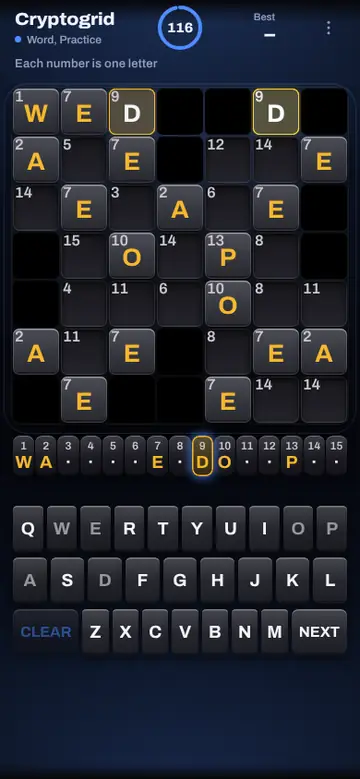 Cryptogrid
Word, Practice
116
Best
–
Each number is one letter
1 W 7 E 9 D 9 D
2 A 5 7 E 12 14 7 E
14 7 E 3 2 A 6 7 E
15 10 O 14 13 P 8
4 11 6 10 O 8 11
2 A 11 7 E 8 7 E 2 A
7 E 7 E 14 14
1 2 3 4 5 6 7 8 9 10 11 12 13 14 15
W A · · · · E · D O · · P · ·
Q W E R T Y U I O P
A S D F G H J K L
CLEAR Z X C V B N M NEXT